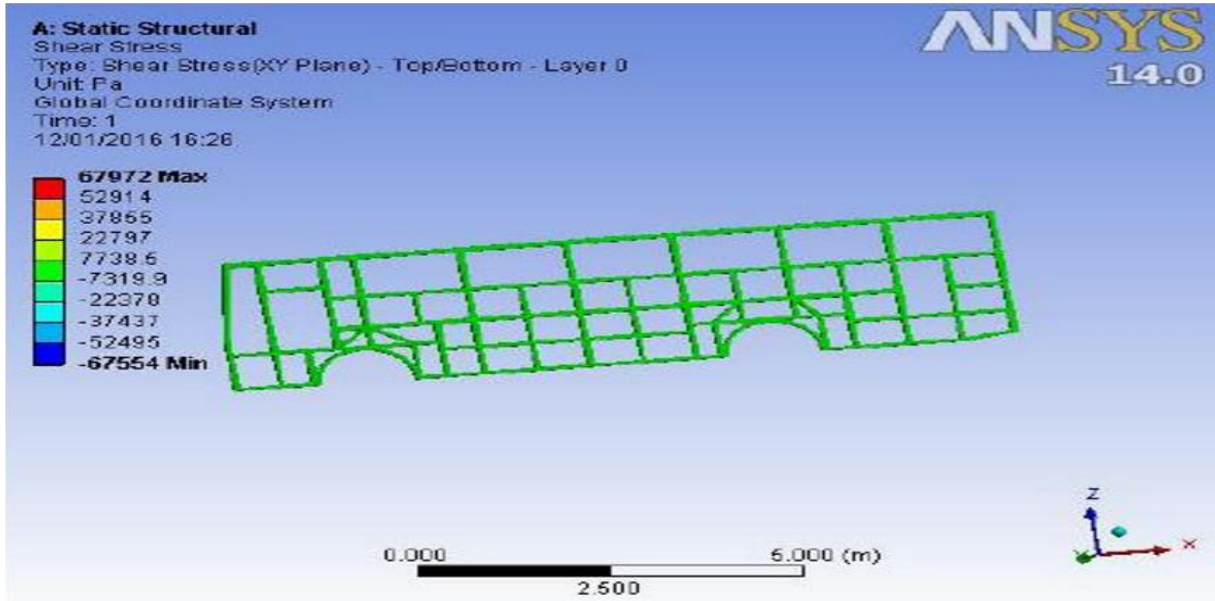 A: Static Structural
Shear Stress
Type: Shear Stress(XY Plane) - Top/Bottom - Layer 0
Unit: Pa
Global Coordinate System
Time: 1
12/01/2016 16:26
ANSYS
14.0
67972 Max
52914
37855
22797
7738.5
-7319.9
-22378
-37437
-52495
-67554 Min
0.000
5.000 (m)
2.500
Z
X
Y